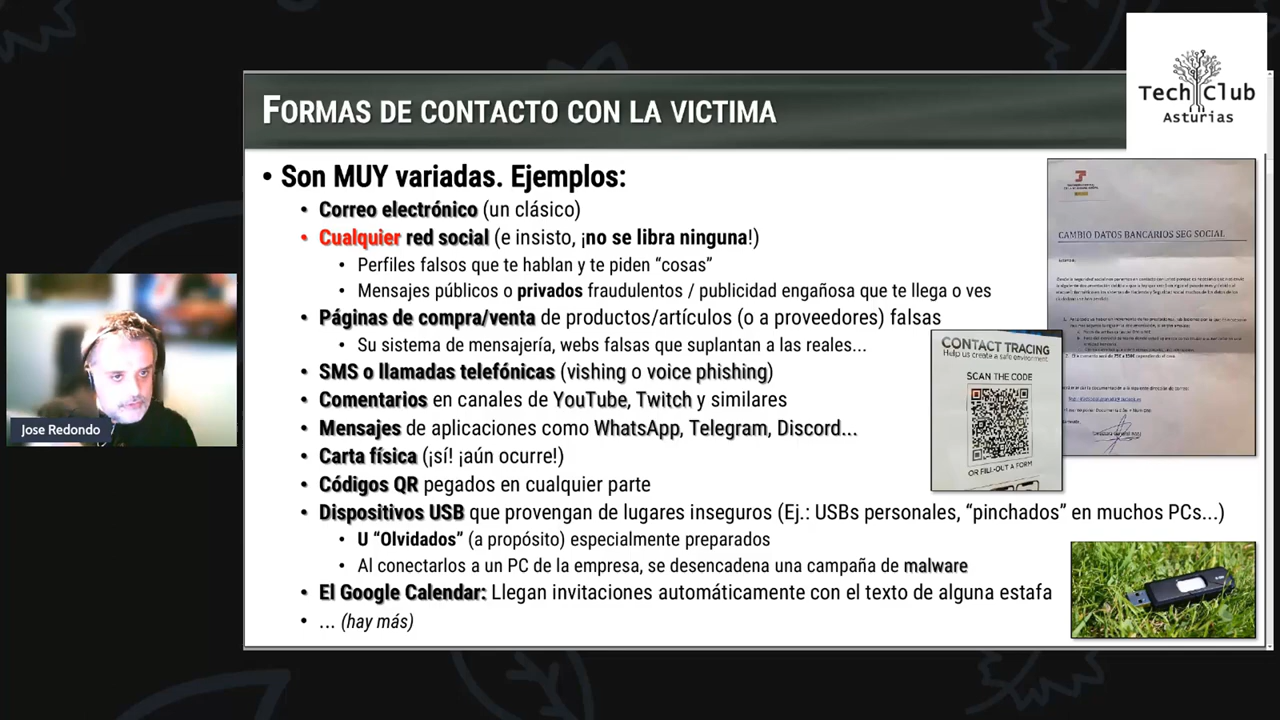 Tech Club
Asturias
FORMAS DE CONTACTO CON LA VICTIMA
• Son MUY variadas. Ejemplos:
• Correo electrónico (un clásico)
• Cualquier red social (e insisto, ¡no se libra ninguna!)
• Perfiles falsos que te hablan y te piden “cosas”
• Mensajes públicos o privados fraudulentos / publicidad engañosa que te llega o ves
• Páginas de compra/venta de productos/artículos (o a proveedores) falsas
• Su sistema de mensajería, webs falsas que suplantan a las reales...
• SMS o llamadas telefónicas (vishing o voice phishing)
• Comentarios en canales de YouTube, Twitch y similares
• Mensajes de aplicaciones como WhatsApp, Telegram, Discord...
• Carta física (¡sí! ¡aún ocurre!)
• Códigos QR pegados en cualquier parte
• Dispositivos USB que provengan de lugares inseguros (Ej.: USBs personales, “pinchados” en muchos PCs...)
• U “Olvidados” (a propósito) especialmente preparados
• Al conectarlos a un PC de la empresa, se desencadena una campaña de malware
• El Google Calendar: Llegan invitaciones automáticamente con el texto de alguna estafa
• ... (hay más)
CAMBIO DATOS BANCARIOS SEG SOCIAL
CONTACT TRACING
Help us create a safe environment
SCAN THE CODE
OR FILL-OUT A FORM
Jose Redondo